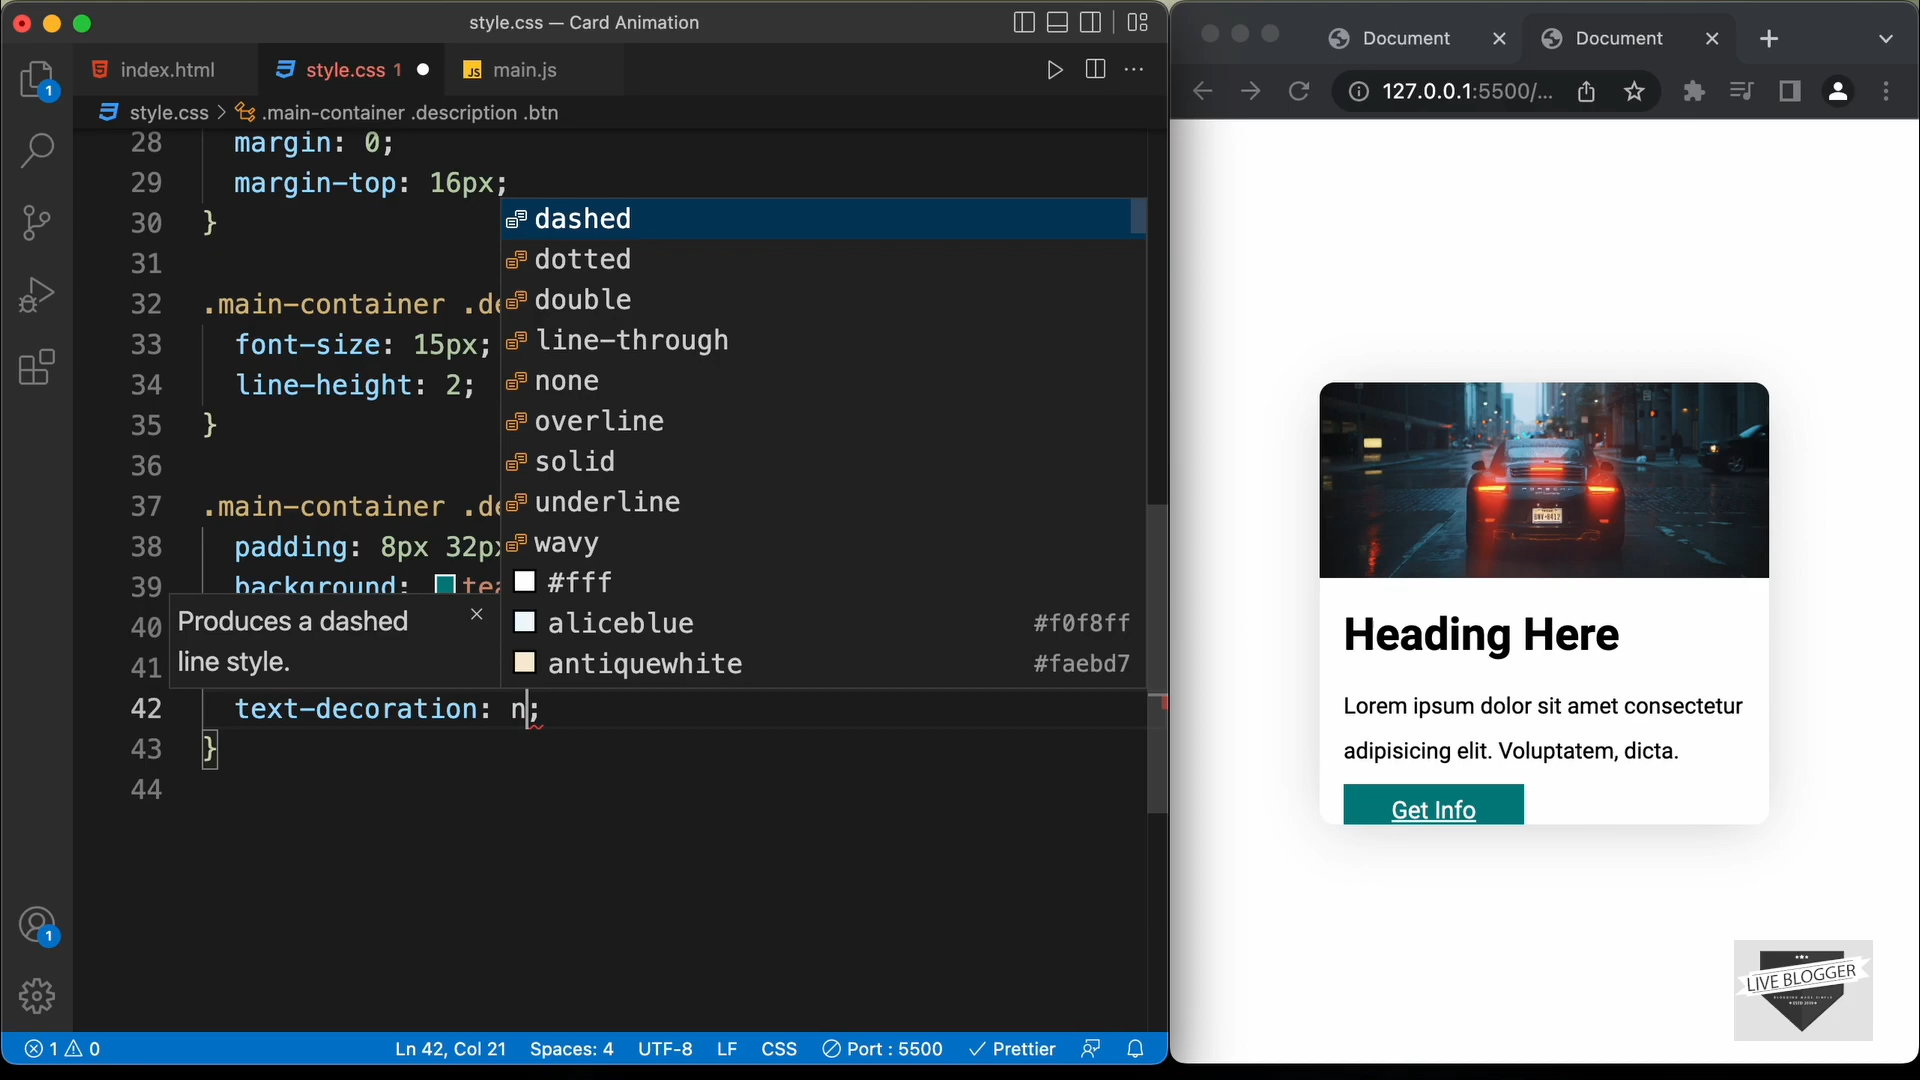 style.css — Card Animation
index.html
style.css 1
JS main.js
style.css > .main-container .description .btn
28 margin: 0;
29 margin-top: 16px;
30 }
31
32 .main-container .de
33 font-size: 15px;
34 line-height: 2;
35 }
36
37 .main-container .de
38 padding: 8px 32px
39 background: tea
40
41
42 text-decoration: n;
43 }
44
dashed
dotted
double
line-through
none
overline
solid
underline
wavy
#fff
aliceblue #f0f8ff
antiquewhite #faebd7
Produces a dashed
line style.
1
1
1 0
Ln 42, Col 21
Spaces: 4
UTF-8
LF
CSS
Port : 5500
Prettier
Document
Document
127.0.0.1:5500/...
Heading Here
Lorem ipsum dolor sit amet consectetur
adipisicing elit. Voluptatem, dicta.
Get Info
LIVE BLOGGER